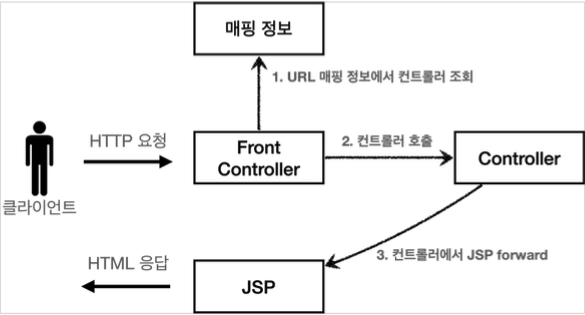 매핑 정보
1. URL 매핑 정보에서 컨트롤러 조회
HTTP 요청
Front
Controller
2. 컨트롤러 호출
Controller
클라이언트
3. 컨트롤러에서 JSP forward
HTML 응답
JSP